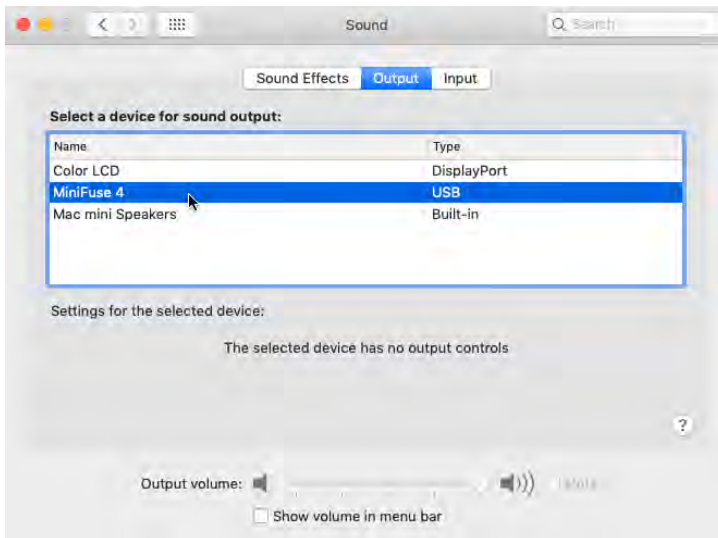 Sound
Search
Sound Effects Output Input
Select a device for sound output:
Name Type
Color LCD DisplayPort
MiniFuse 4 USB
Mac mini Speakers Built-in
Settings for the selected device:
The selected device has no output controls
?
Output volume:
Show volume in menu bar